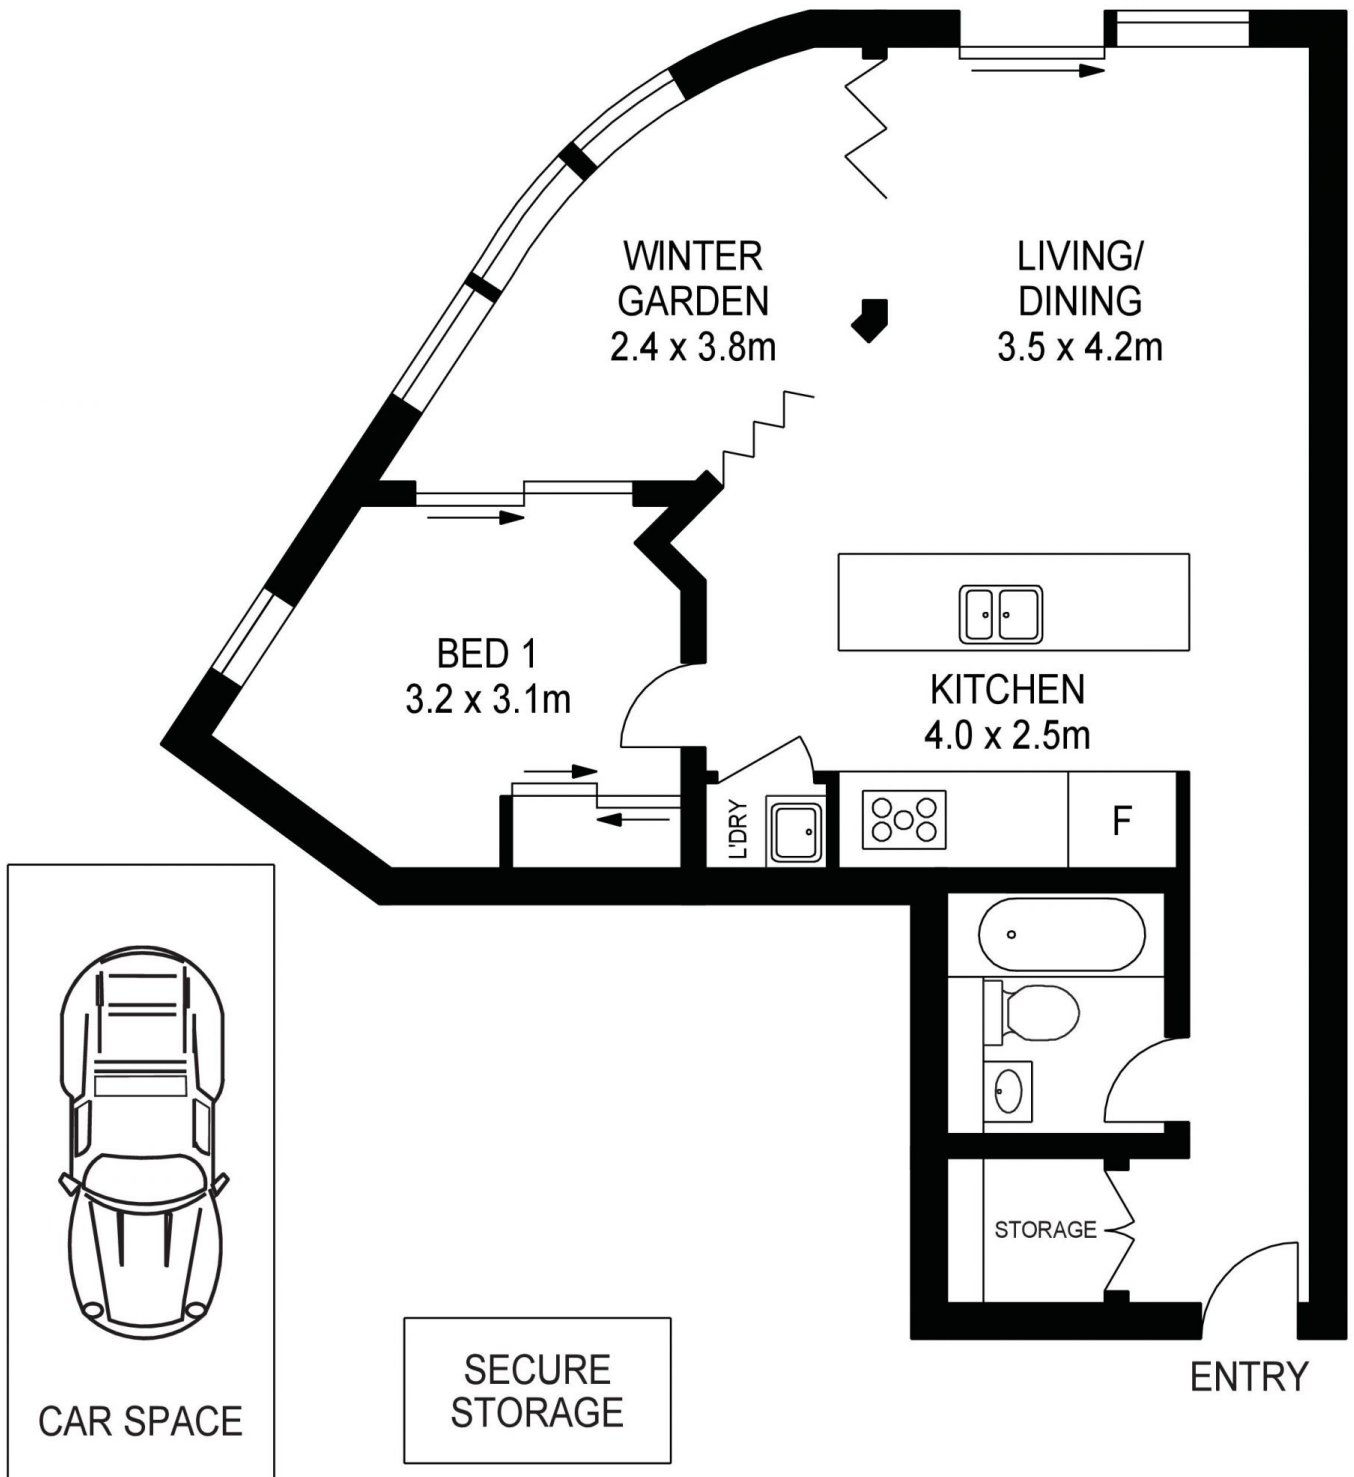 WINTER
GARDEN
2.4 x 3.8m
LIVING/
DINING
3.5 x 4.2m
BED 1
3.2 x 3.1m
KITCHEN
4.0 x 2.5m
L'DRY
F
STORAGE
ENTRY
SECURE
STORAGE
CAR SPACE